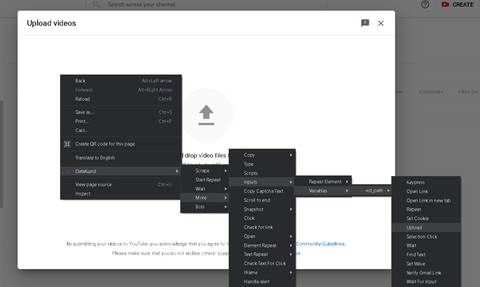 Search across your channel
CREATE
Upload videos
Back Alt+Left arrow
Forward Alt+Right Arrow
Reload Ctrl+R
Save as... Ctrl+S
Print... Ctrl+P
Cast...
Create QR code for this page
Translate to English
DataKund
View page source Ctrl+U
Inspect
drop video files
Scrape
Start Repeat
Wait
More
Bots
Copy
Type
Scripts
Inputs
Copy Captcha Text
Scroll to end
Snapshot
Click
Check for link
Open
Element Repeat
Text Repeat
Check Text For Click
Iframe
Handle alert
Repeat Element
Variables
vid_path
Keypress
Open Link
Open Link in new tab
Repeat
Set Cookie
Upload
Selection Click
Wait
Find Text
Set Value
Verify Gmail Link
Wait For Input
By submitting your videos to YouTube, you acknowledge that you agree to
Community Guidelines.
Please make sure that you do not violate others'